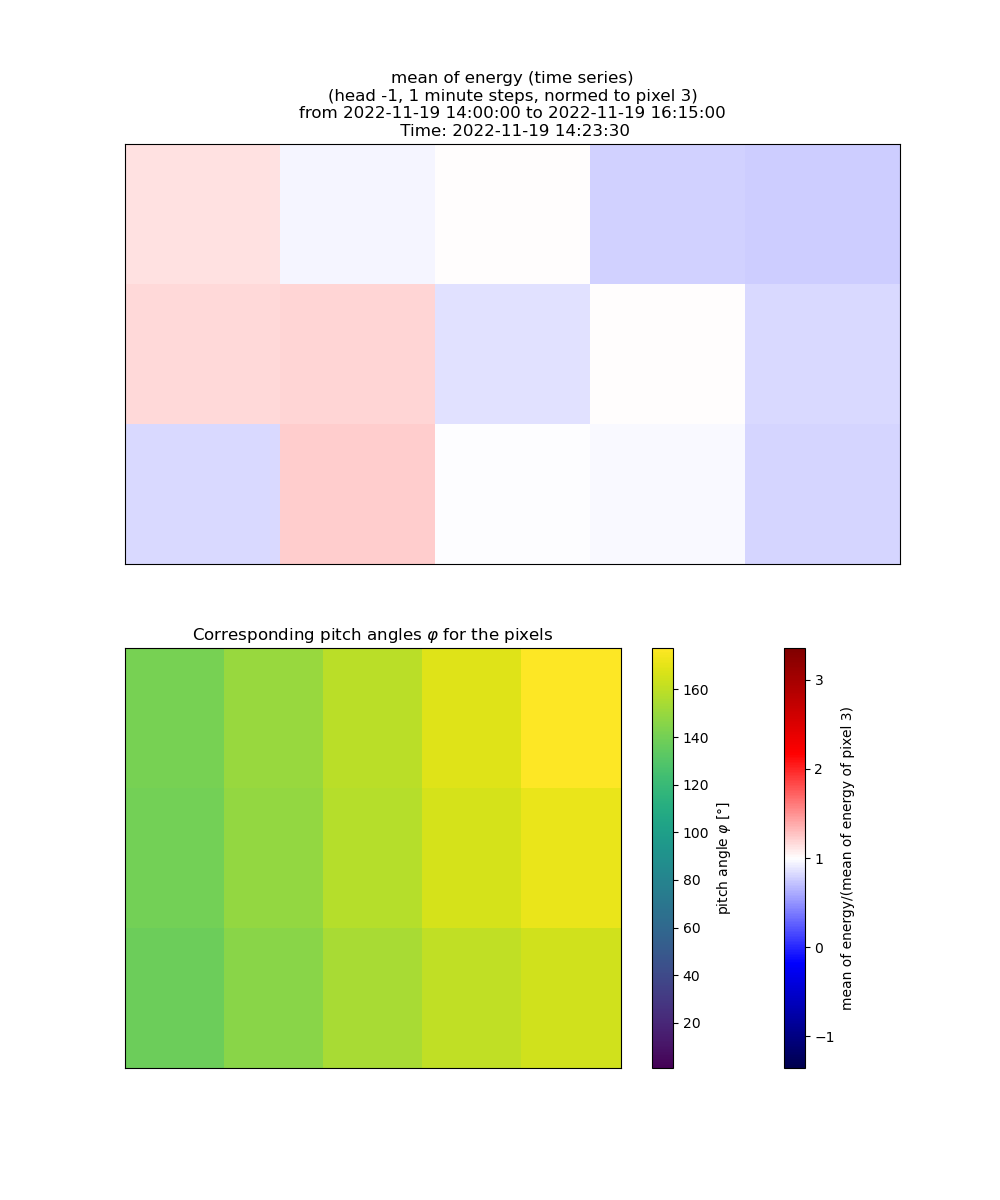 mean of energy (time series)
(head -1, 1 minute steps, normed to pixel 3)
from 2022-11-19 14:00:00 to 2022-11-19 16:15:00
Time: 2022-11-19 14:23:30
Corresponding pitch angles φ for the pixels
160
140
120
100
80
60
40
20
pitch angle φ [°]
3
2
1
0
−1
mean of energy/(mean of energy of pixel 3)